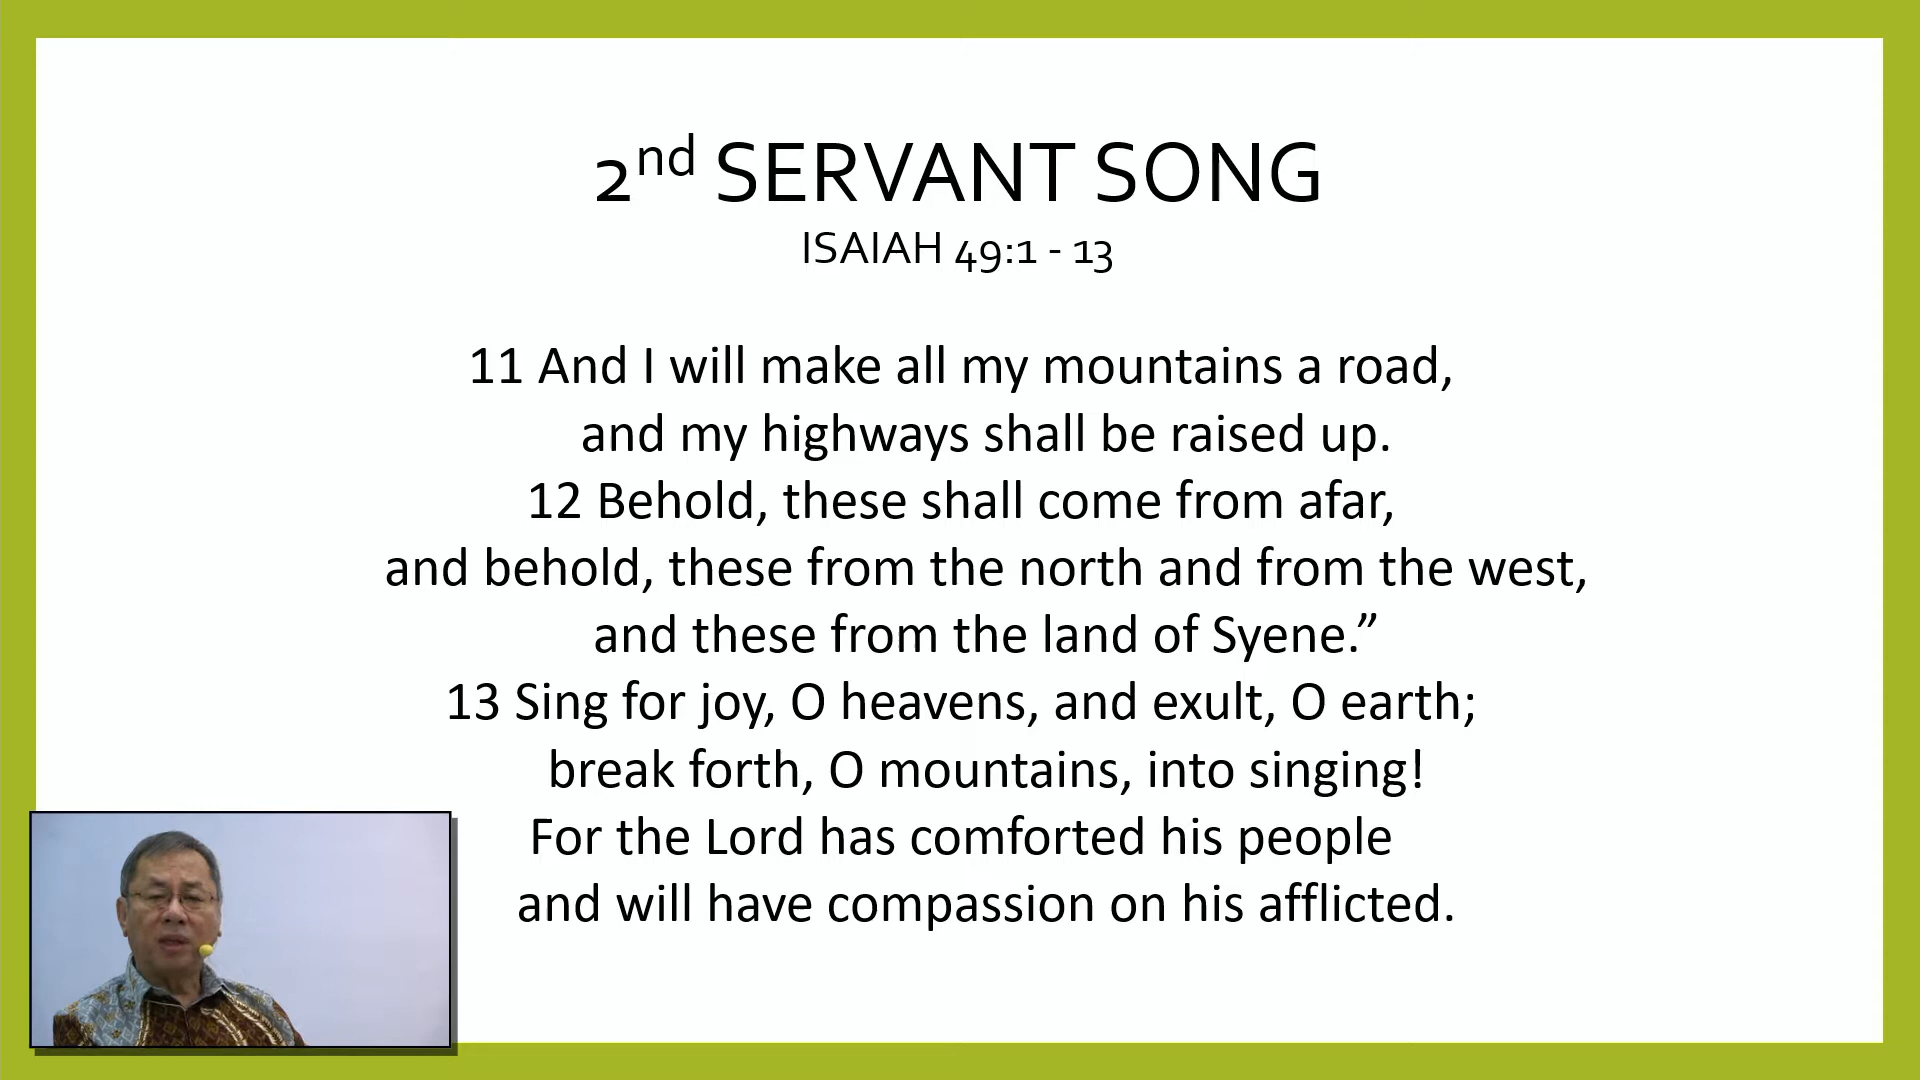 2nd SERVANT SONG
ISAIAH 49:1 - 13
11 And I will make all my mountains a road,
and my highways shall be raised up.
12 Behold, these shall come from afar,
and behold, these from the north and from the west,
and these from the land of Syene.”
13 Sing for joy, O heavens, and exult, O earth;
break forth, O mountains, into singing!
For the Lord has comforted his people
and will have compassion on his afflicted.